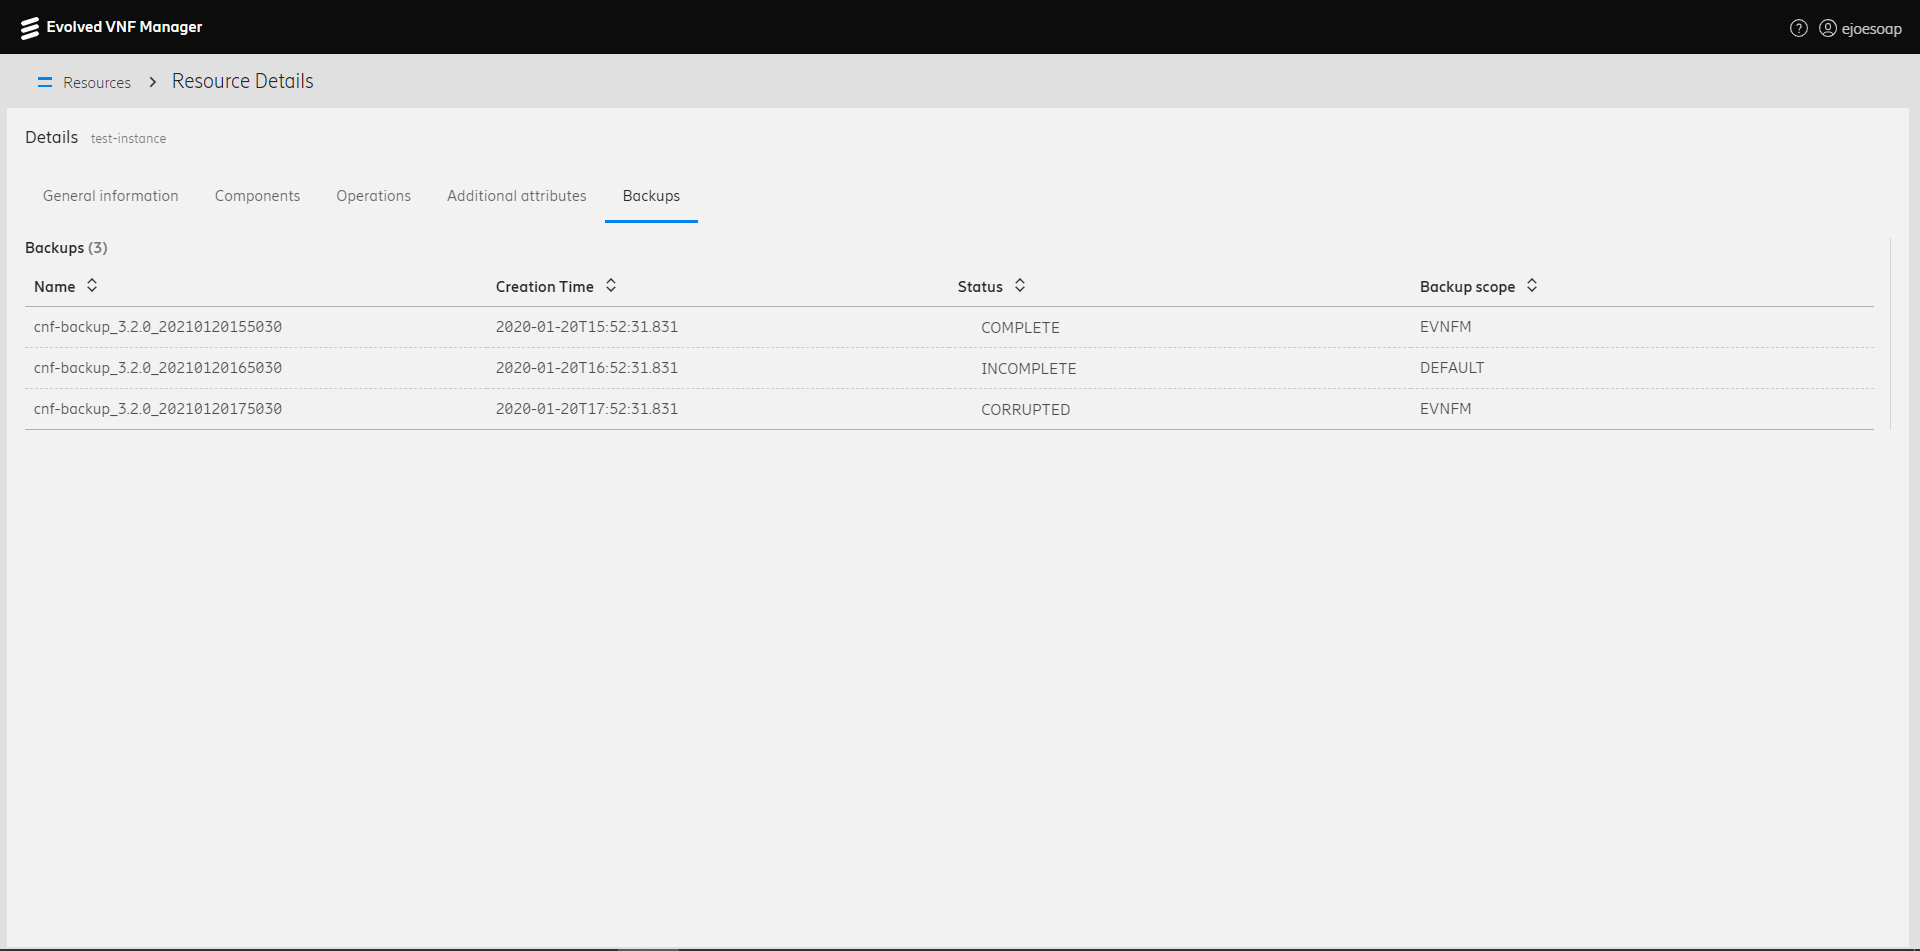 Evolved VNF Manager
ejoesoap
Resources > Resource Details
Details test-instance
General information Components Operations Additional attributes Backups
Backups (3)
Name Creation Time Status Backup scope
cnf-backup_3.2.0_20210120155030 2020-01-20T15:52:31.831 COMPLETE EVNFM
cnf-backup_3.2.0_20210120165030 2020-01-20T16:52:31.831 INCOMPLETE DEFAULT
cnf-backup_3.2.0_20210120175030 2020-01-20T17:52:31.831 CORRUPTED EVNFM